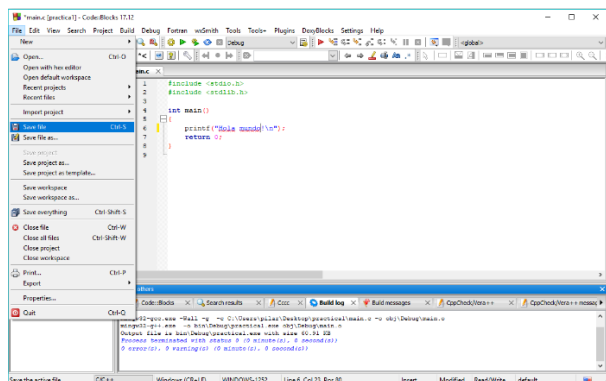 *main.c [practica1] - Code::Blocks 17.12
File Edit View Search Project Build Debug Fortran wxSmith Tools Tools+ Plugins DoxyBlocks Settings Help
New
Debug
<global>
Open... Ctrl-O
Open with hex editor
Open default workspace
Recent projects
Recent files
Import project
Save file Ctrl-S
Save file as...
Save project
Save project as...
Save project as template...
Save workspace
Save workspace as...
Save everything Ctrl-Shift-S
Close file Ctrl-W
Close all files Ctrl-Shift-W
Close project
Close workspace
Print... Ctrl-P
Export
Properties...
Quit Ctrl-Q
main.c
1 #include <stdio.h>
2 #include <stdlib.h>
3
4 int main()
5 {
6 printf("Hola mundo!\n");
7 return 0;
8 }
9
Code::Blocks Search results Cccc Build log Build messages CppCheck/Vera++ CppCheck/Vera++ messag
mingw32-gcc.exe -Wall -g -c C:\Users\pilar\Desktop\practica1\main.c -o obj\Debug\main.o
mingw32-g++.exe -o bin\Debug\practica1.exe obj\Debug\main.o
Output file is bin\Debug\practica1.exe with size 60.91 KB
Process terminated with status 0 (0 minute(s), 0 second(s))
0 error(s), 0 warning(s) (0 minute(s), 0 second(s))
Save the active file C/C++ Windows (CR+LF) WINDOWS-1252 Line 6, Col 23, Pos 80 Insert Modified Read/Write default